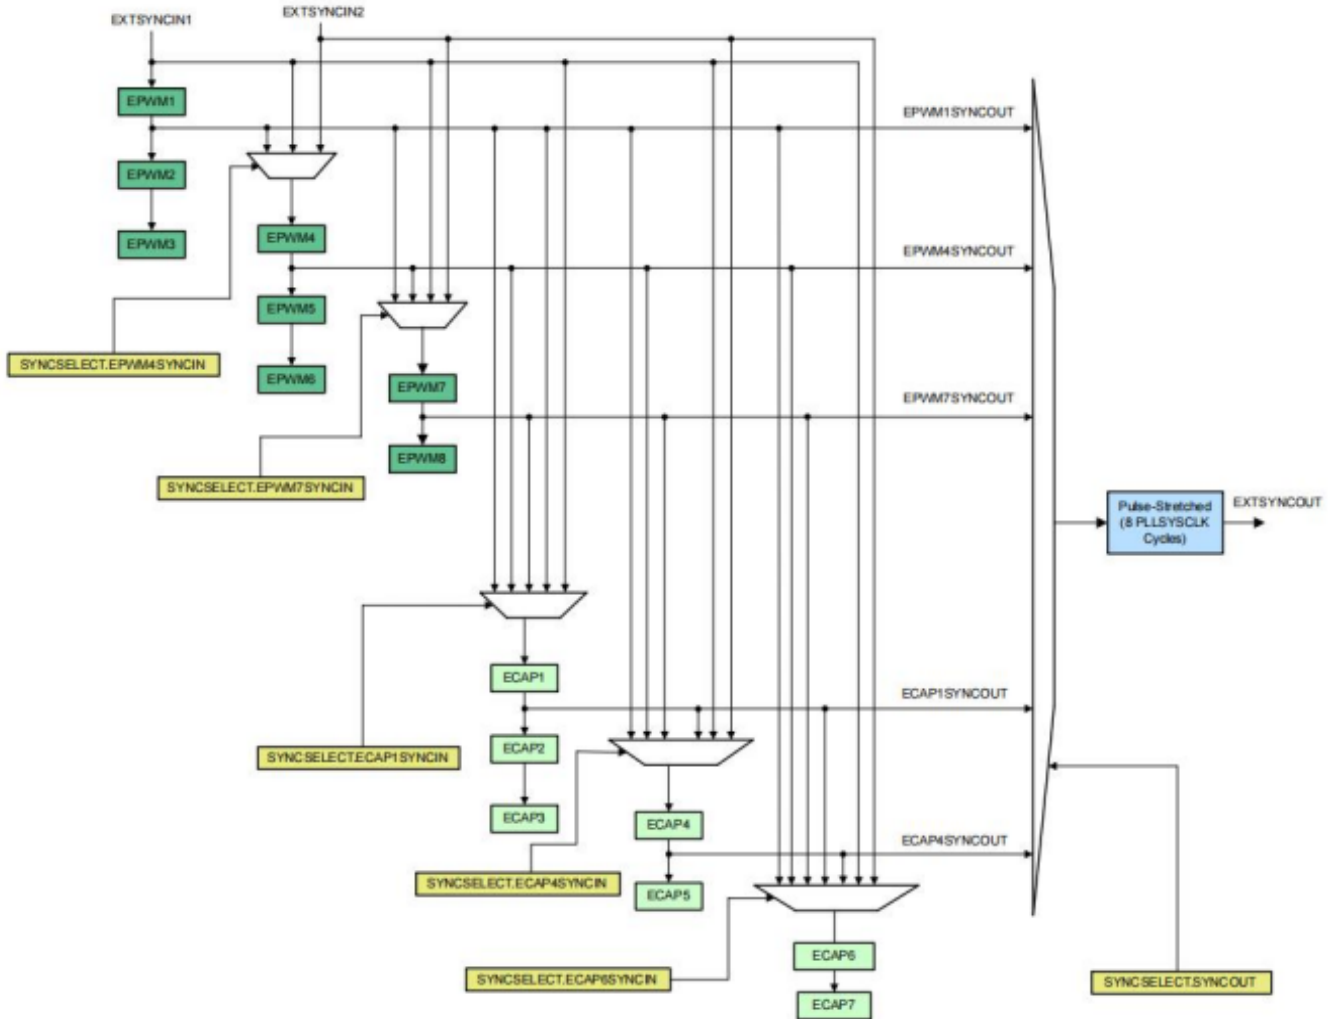 EXTSYNCIN1
EXTSYNCIN2
EPWM1
EPWM1SYNCOUT
EPWM2
EPWM3
EPWM4
EPWM4SYNCOUT
EPWM5
SYNCSELECT.EPWM4SYNCIN
EPWM6
EPWM7
EPWM7SYNCOUT
EPWM8
SYNCSELECT.EPWM7SYNCIN
Pulse-Stretched
(8 PLLSYSCLK
Cycles)
EXTSYNCOUT
ECAP1
ECAP1SYNCOUT
ECAP2
SYNCSELECT.ECAP1SYNCIN
ECAP3
ECAP4
ECAP4SYNCOUT
SYNCSELECT.ECAP4SYNCIN
ECAP5
ECAP6
SYNCSELECT.ECAP6SYNCIN
SYNCSELECT.SYNCOUT
ECAP7